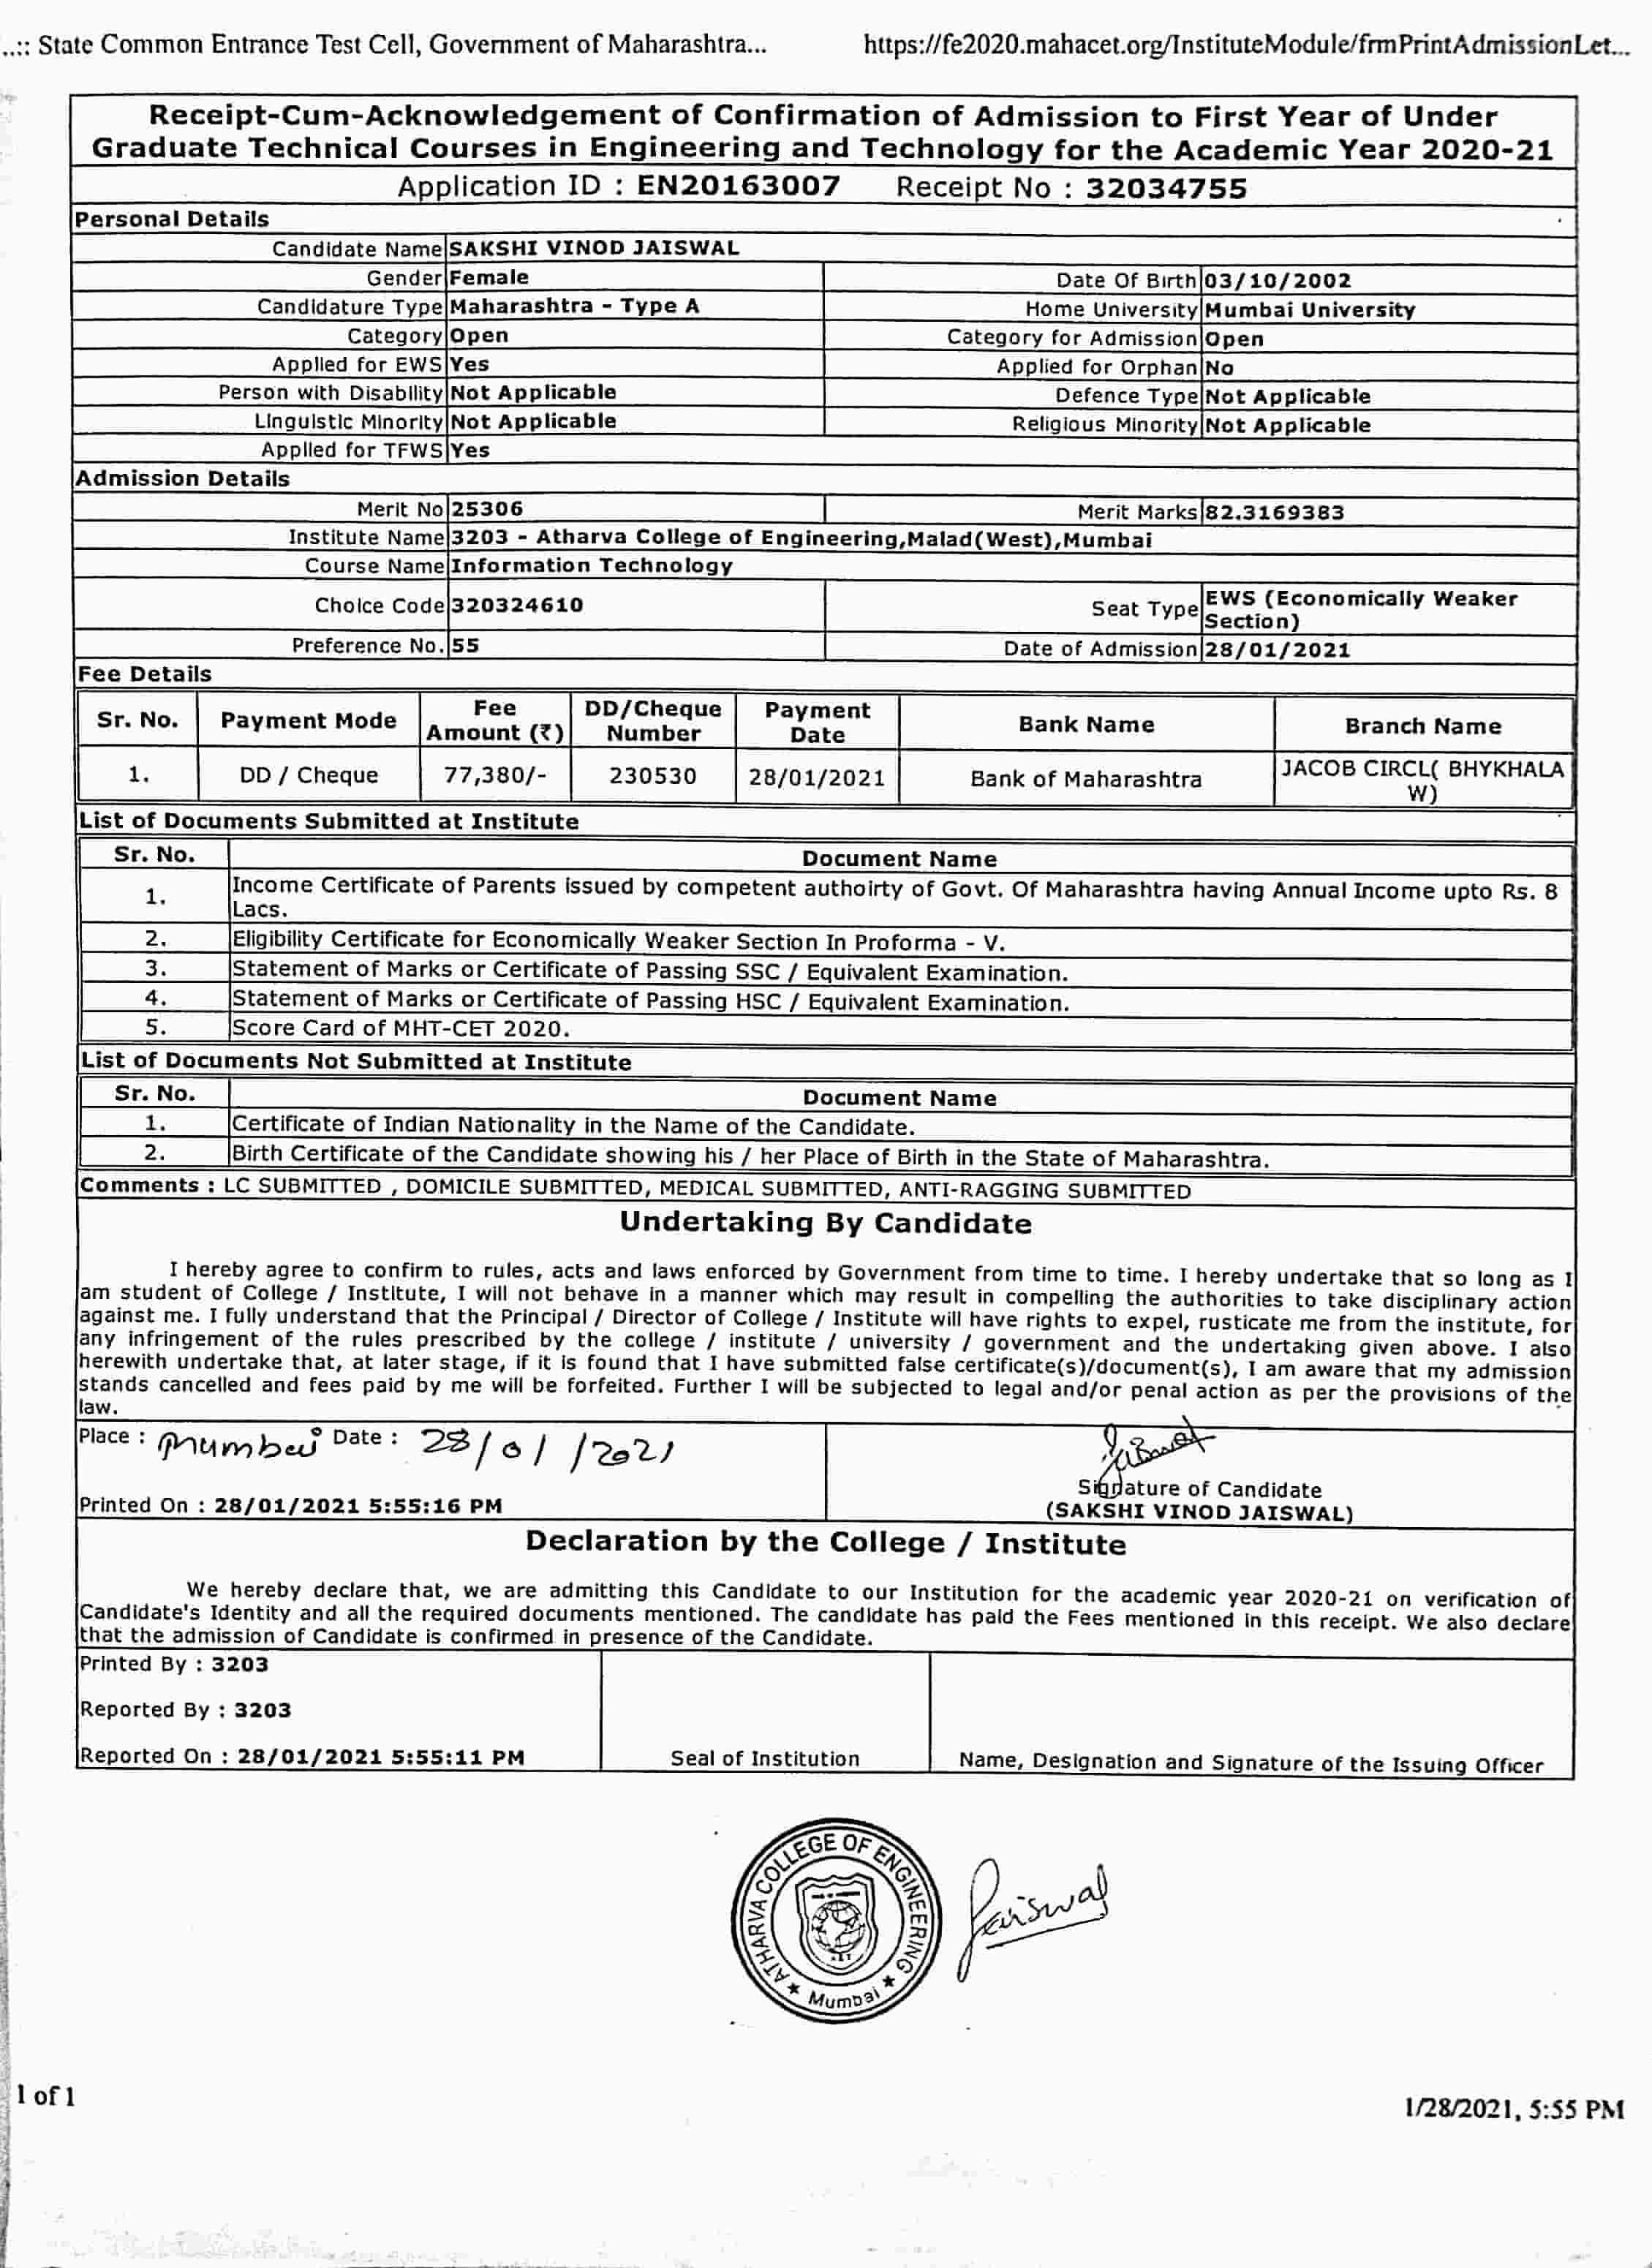 ..:: State Common Entrance Test Cell, Government of Maharashtra... https://fe2020.mahacet.org/InstituteModule/frmPrintAdmissionLet...
Receipt-Cum-Acknowledgement of Confirmation of Admission to First Year of Under
Graduate Technical Courses in Engineering and Technology for the Academic Year 2020-21
Application ID : EN20163007 Receipt No : 32034755
Personal Details
Candidate Name SAKSHI VINOD JAISWAL
Gender Female Date Of Birth 03/10/2002
Candidature Type Maharashtra - Type A Home University Mumbai University
Category Open Category for Admission Open
Applied for EWS Yes Applied for Orphan No
Person with Disability Not Applicable Defence Type Not Applicable
Linguistic Minority Not Applicable Religious Minority Not Applicable
Applied for TFWS Yes
Admission Details
Merit No 25306 Merit Marks 82.3169383
Institute Name 3203 - Atharva College of Engineering,Malad(West),Mumbai
Course Name Information Technology
Choice Code 320324610 Seat Type EWS (Economically Weaker
Section)
Preference No. 55 Date of Admission 28/01/2021
Fee Details
Sr. No. Payment Mode Fee Amount (₹) DD/Cheque Number Payment Date Bank Name Branch Name
1. DD / Cheque 77,380/- 230530 28/01/2021 Bank of Maharashtra JACOB CIRCL( BHYKHALA
W)
List of Documents Submitted at Institute
Sr. No. Document Name
1. Income Certificate of Parents issued by competent authoirty of Govt. Of Maharashtra having Annual Income upto Rs. 8
Lacs.
2. Eligibility Certificate for Economically Weaker Section In Proforma - V.
3. Statement of Marks or Certificate of Passing SSC / Equivalent Examination.
4. Statement of Marks or Certificate of Passing HSC / Equivalent Examination.
5. Score Card of MHT-CET 2020.
List of Documents Not Submitted at Institute
Sr. No. Document Name
1. Certificate of Indian Nationality in the Name of the Candidate.
2. Birth Certificate of the Candidate showing his / her Place of Birth in the State of Maharashtra.
Comments : LC SUBMITTED , DOMICILE SUBMITTED, MEDICAL SUBMITTED, ANTI-RAGGING SUBMITTED
Undertaking By Candidate
I hereby agree to confirm to rules, acts and laws enforced by Government from time to time. I hereby undertake that so long as I
am student of College / Institute, I will not behave in a manner which may result in compelling the authorities to take disciplinary action
against me. I fully understand that the Principal / Director of College / Institute will have rights to expel, rusticate me from the institute, for
any infringement of the rules prescribed by the college / institute / university / government and the undertaking given above. I also
herewith undertake that, at later stage, if it is found that I have submitted false certificate(s)/document(s), I am aware that my admission
stands cancelled and fees paid by me will be forfeited. Further I will be subjected to legal and/or penal action as per the provisions of the
law.
Place : Mumbai Date : 28/01/2021
Jaiswal
Signature of Candidate
Printed On : 28/01/2021 5:55:16 PM (SAKSHI VINOD JAISWAL)
Declaration by the College / Institute
We hereby declare that, we are admitting this Candidate to our Institution for the academic year 2020-21 on verification of
Candidate's Identity and all the required documents mentioned. The candidate has paid the Fees mentioned in this receipt. We also declare
that the admission of Candidate is confirmed in presence of the Candidate.
Printed By : 3203
Reported By : 3203
Reported On : 28/01/2021 5:55:11 PM Seal of Institution Name, Designation and Signature of the Issuing Officer
ATHARVA COLLEGE OF ENGINEERING
Mumbai
Jaiswal
1 of 1 1/28/2021, 5:55 PM